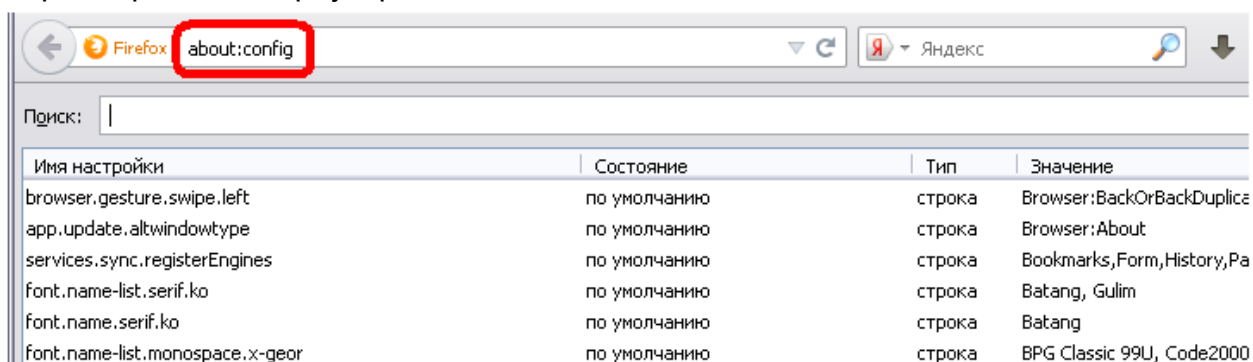 Firefox about:config Я Яндекс
Поиск:
Имя настройки Состояние Тип Значение
browser.gesture.swipe.left по умолчанию строка Browser:BackOrBackDuplica
app.update.altwindowtype по умолчанию строка Browser:About
services.sync.registerEngines по умолчанию строка Bookmarks,Form,History,Pa
font.name-list.serif.ko по умолчанию строка Batang, Gulim
font.name.serif.ko по умолчанию строка Batang
font.name-list.monospace.x-geor по умолчанию строка BPG Classic 99U, Code2000